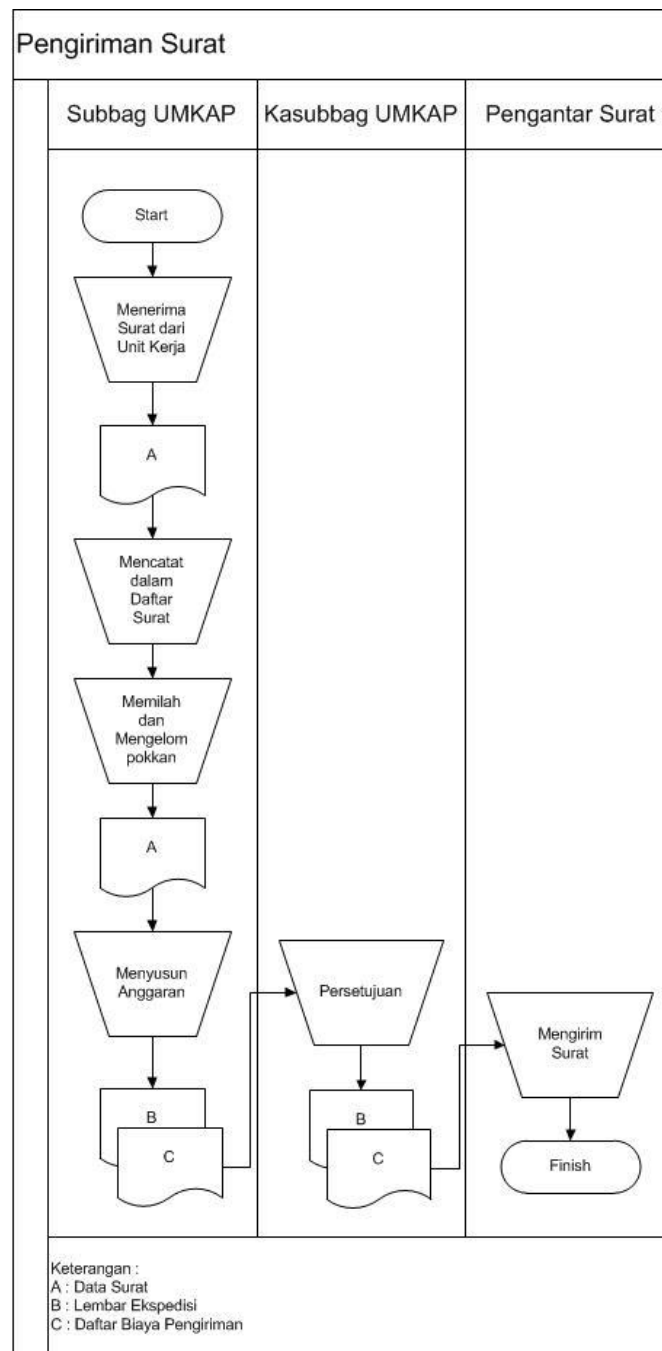 Pengiriman Surat
Subbag UMKAP
Kasubbag UMKAP
Pengantar Surat
Start
Menerima
Surat dari
Unit Kerja
A
Mencatat
dalam
Daftar
Surat
Memilah
dan
Mengelom
pokkan
A
Menyusun
Anggaran
B
C
Persetujuan
B
C
Mengirim
Surat
Finish
Keterangan :
A : Data Surat
B : Lembar Ekspedisi
C : Daftar Biaya Pengiriman